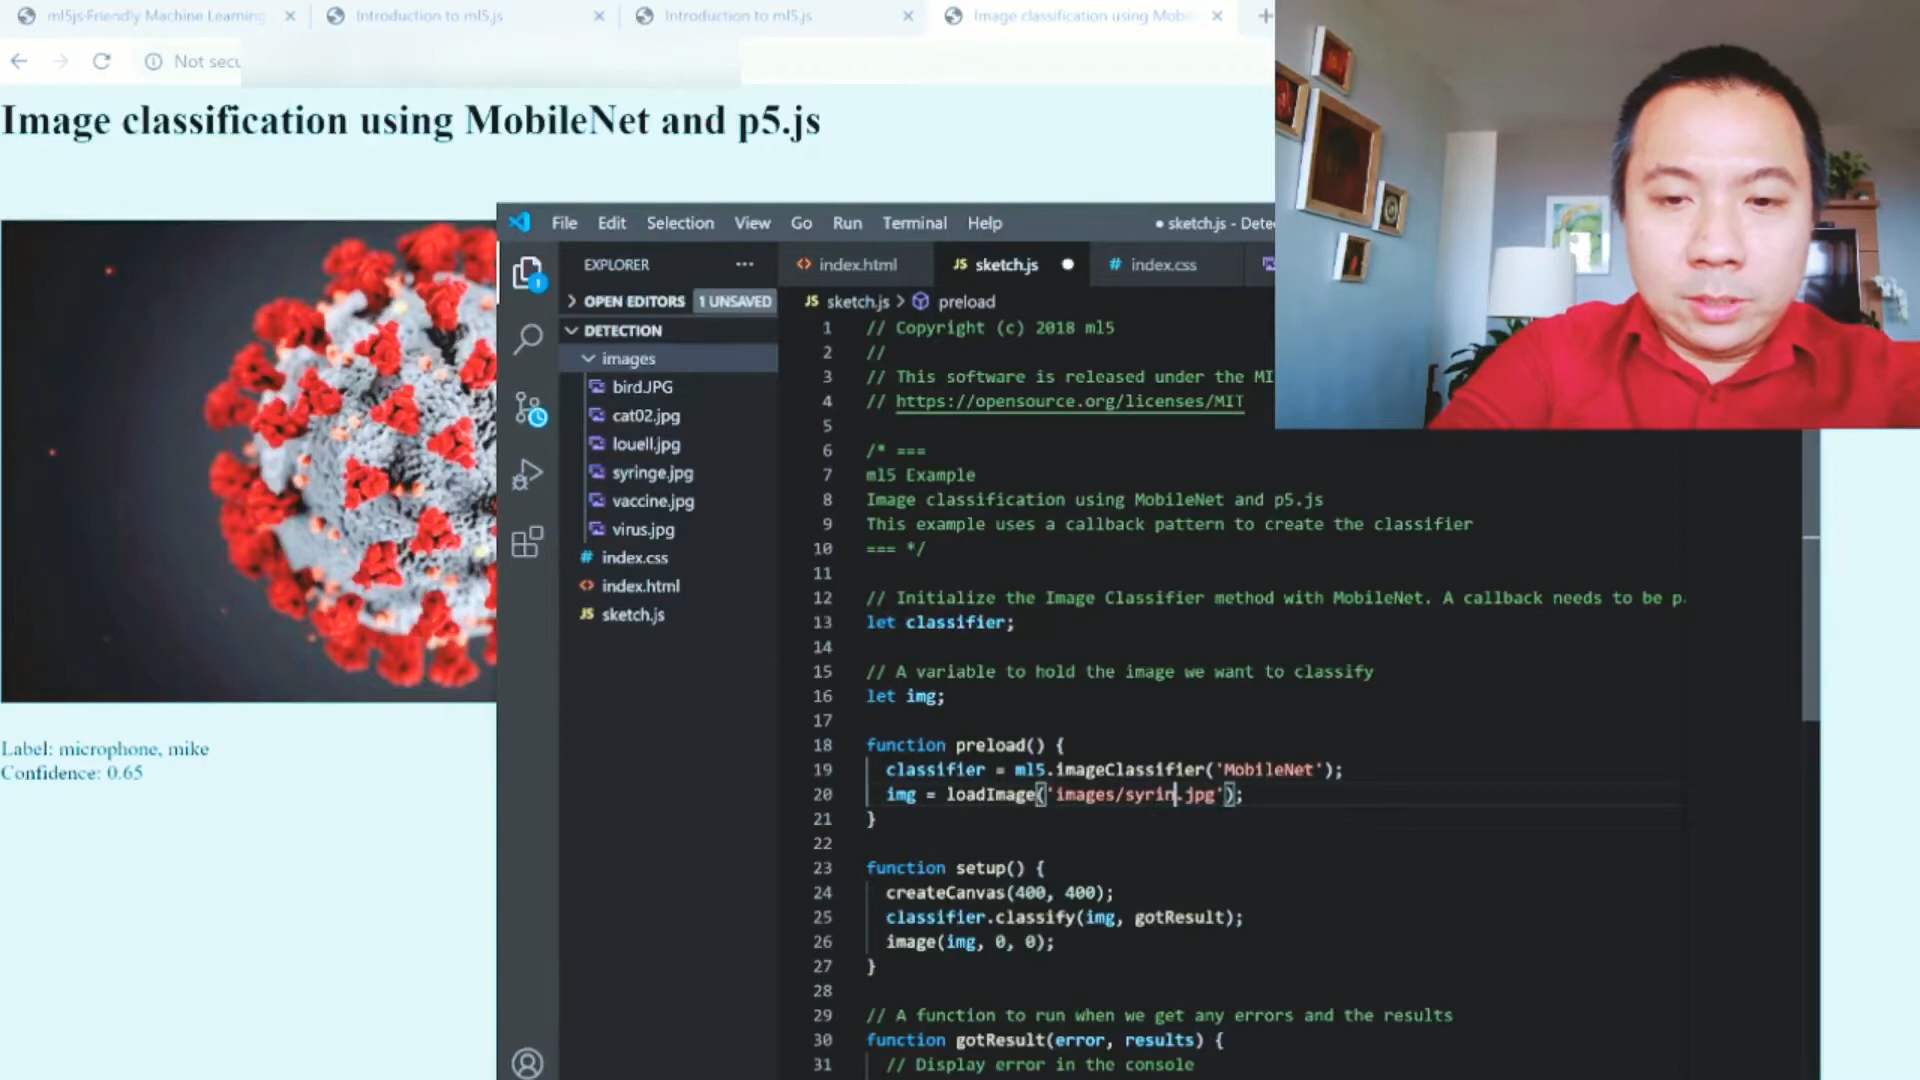 ml5js·Friendly Machine Learning
Introduction to ml5.js
Introduction to ml5.js
Image classification using Mobile
Not secu
Image classification using MobileNet and p5.js
Label: microphone, mike
Confidence: 0.65
File Edit Selection View Go Run Terminal Help
● sketch.js - Detec
EXPLORER ...
1
OPEN EDITORS 1 UNSAVED
DETECTION
images
bird.JPG
cat02.jpg
louell.jpg
syringe.jpg
vaccine.jpg
virus.jpg
# index.css
<> index.html
JS sketch.js
<> index.html
JS sketch.js ●
# index.css
JS sketch.js > preload
1 // Copyright (c) 2018 ml5
2 //
3 // This software is released under the MI
4 // https://opensource.org/licenses/MIT
5
6 /* ===
7 ml5 Example
8 Image classification using MobileNet and p5.js
9 This example uses a callback pattern to create the classifier
10 === */
11
12 // Initialize the Image Classifier method with MobileNet. A callback needs to be p
13 let classifier;
14
15 // A variable to hold the image we want to classify
16 let img;
17
18 function preload() {
19 classifier = ml5.imageClassifier('MobileNet');
20 img = loadImage('images/syrin.jpg');
21 }
22
23 function setup() {
24 createCanvas(400, 400);
25 classifier.classify(img, gotResult);
26 image(img, 0, 0);
27 }
28
29 // A function to run when we get any errors and the results
30 function gotResult(error, results) {
31 // Display error in the console